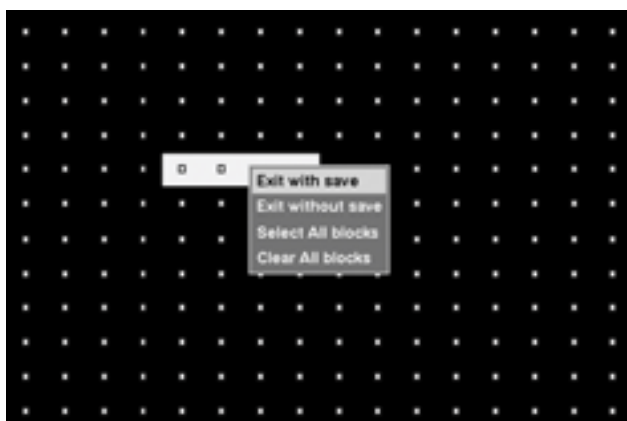 Exit with save
Exit without save
Select All blocks
Clear All blocks